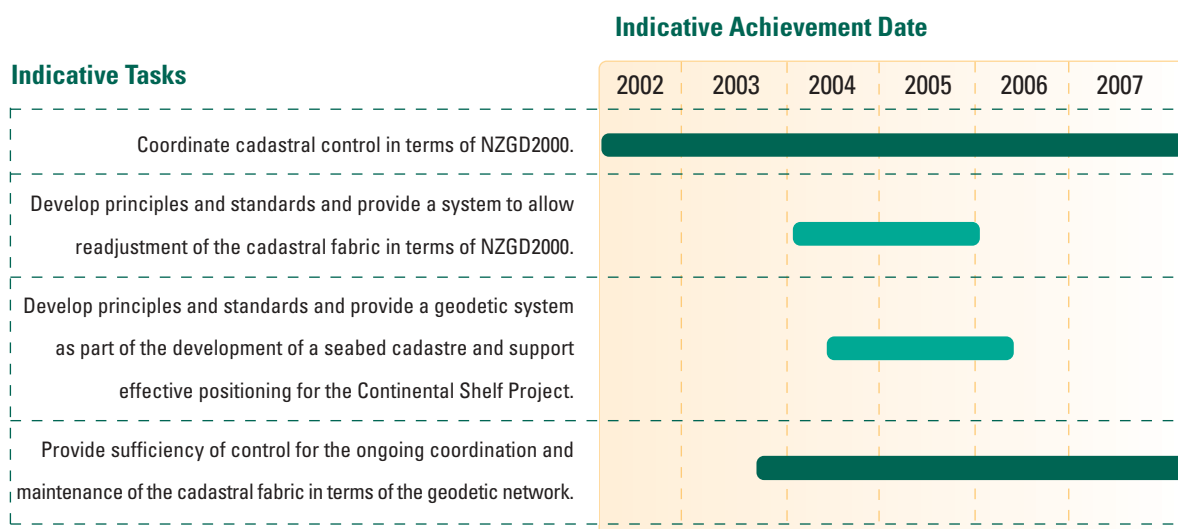 Indicative Achievement Date
Indicative Tasks
2002 2003 2004 2005 2006 2007
Coordinate cadastral control in terms of NZGD2000.
Develop principles and standards and provide a system to allow
readjustment of the cadastral fabric in terms of NZGD2000.
Develop principles and standards and provide a geodetic system
as part of the development of a seabed cadastre and support
effective positioning for the Continental Shelf Project.
Provide sufficiency of control for the ongoing coordination and
maintenance of the cadastral fabric in terms of the geodetic network.